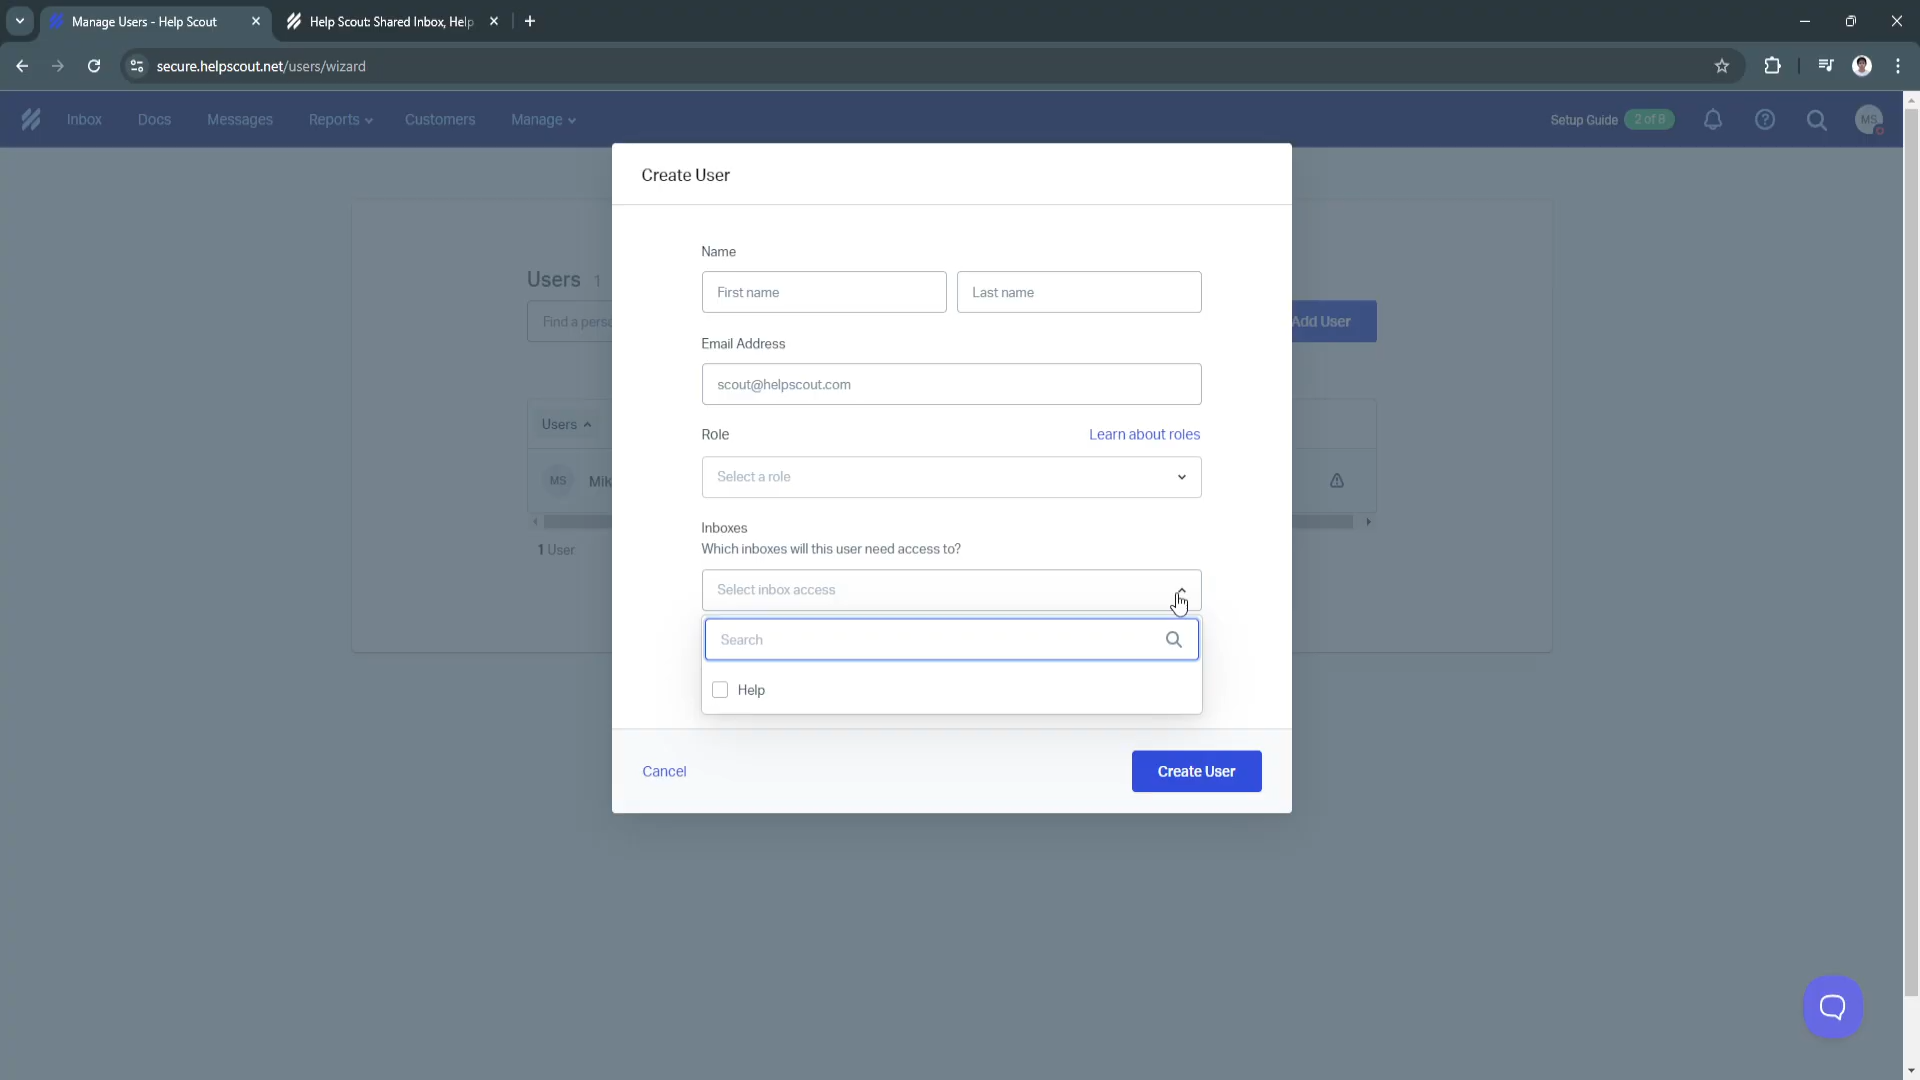 Manage Users - Help Scout
Help Scout: Shared Inbox, Help
secure.helpscout.net/users/wizard
Inbox Docs Messages Reports Customers Manage Setup Guide 2 of 8 MS
Create User
Name
Users 1
First name Last name
Find a perso Add User
Email Address
scout@helpscout.com
Users
Role Learn about roles
MS Mik
Select a role
Inboxes
Which inboxes will this user need access to?
1 User
Select inbox access
Search
Help
Cancel Create User